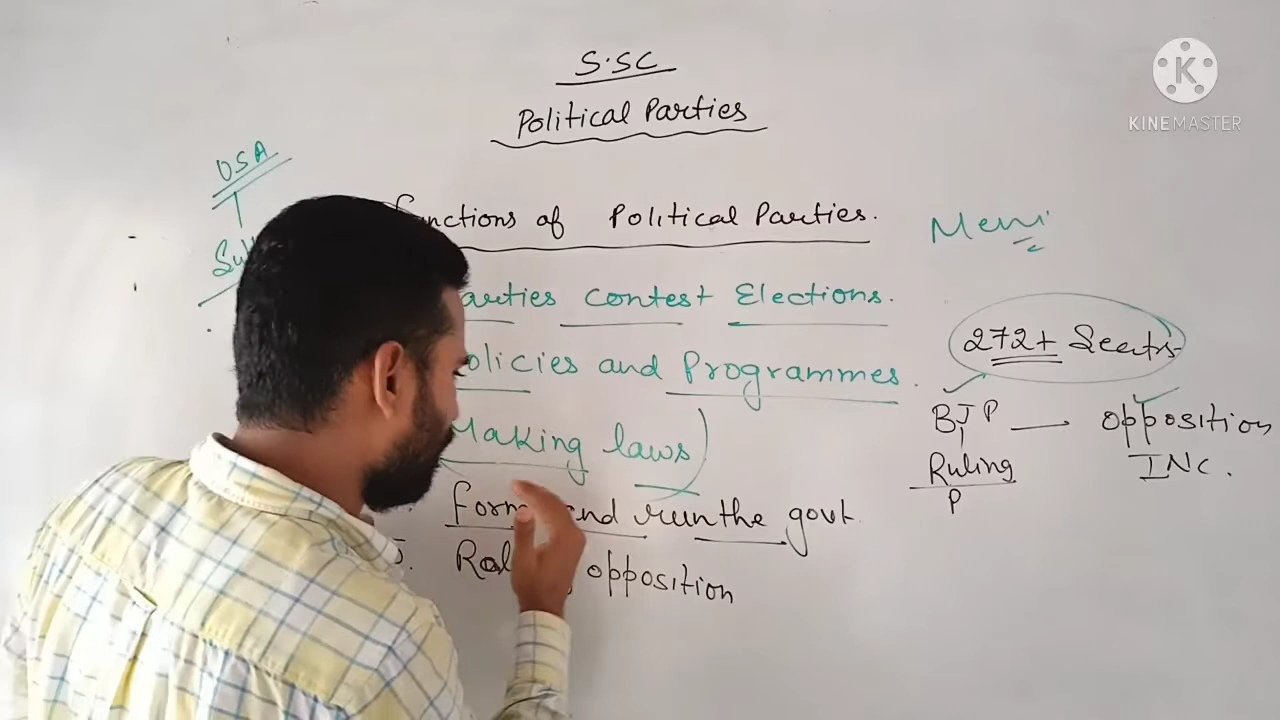 S.SC
Political Parties
KINEMASTER
USA
functions of Political Parties.
Parties contest Elections.
Policies and Programmes.
272+ Seats
Making laws
BJP — opposition
Ruling INC.
P
form and run the govt.
5. opposition